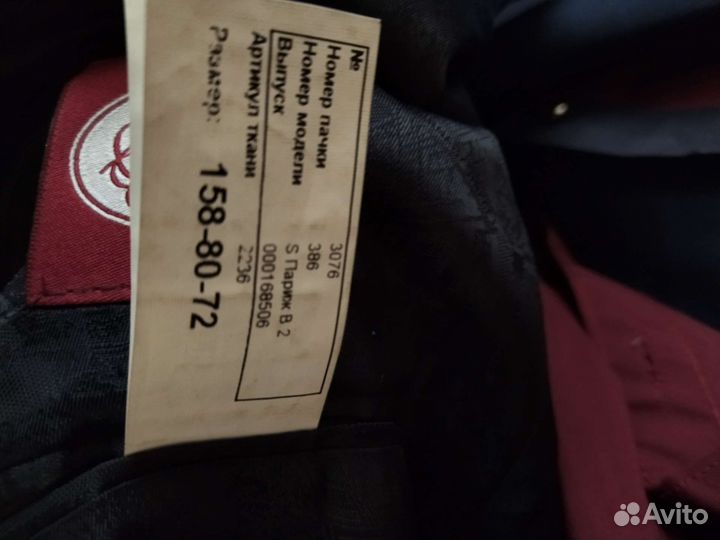 № 3076
Номер пачки 386
Номер модели S Париж В 2
Выпуск 000168506
Артикул ткани 2236
Размер: 158-80-72
Avito